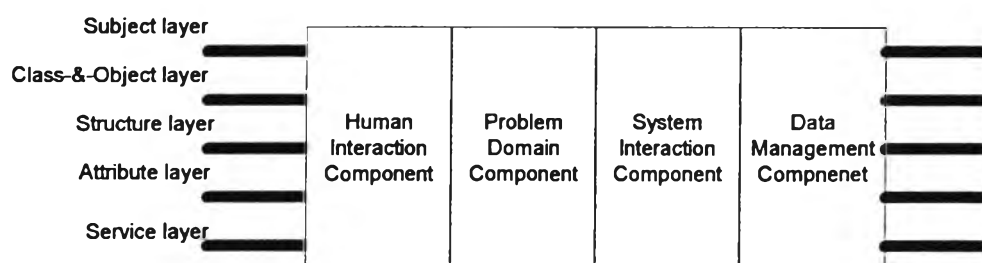 Subject layer
Class-&-Object layer
Structure layer
Attribute layer
Service layer
Human
Interaction
Component
Problem
Domain
Component
System
Interaction
Component
Data
Management
Compnenet